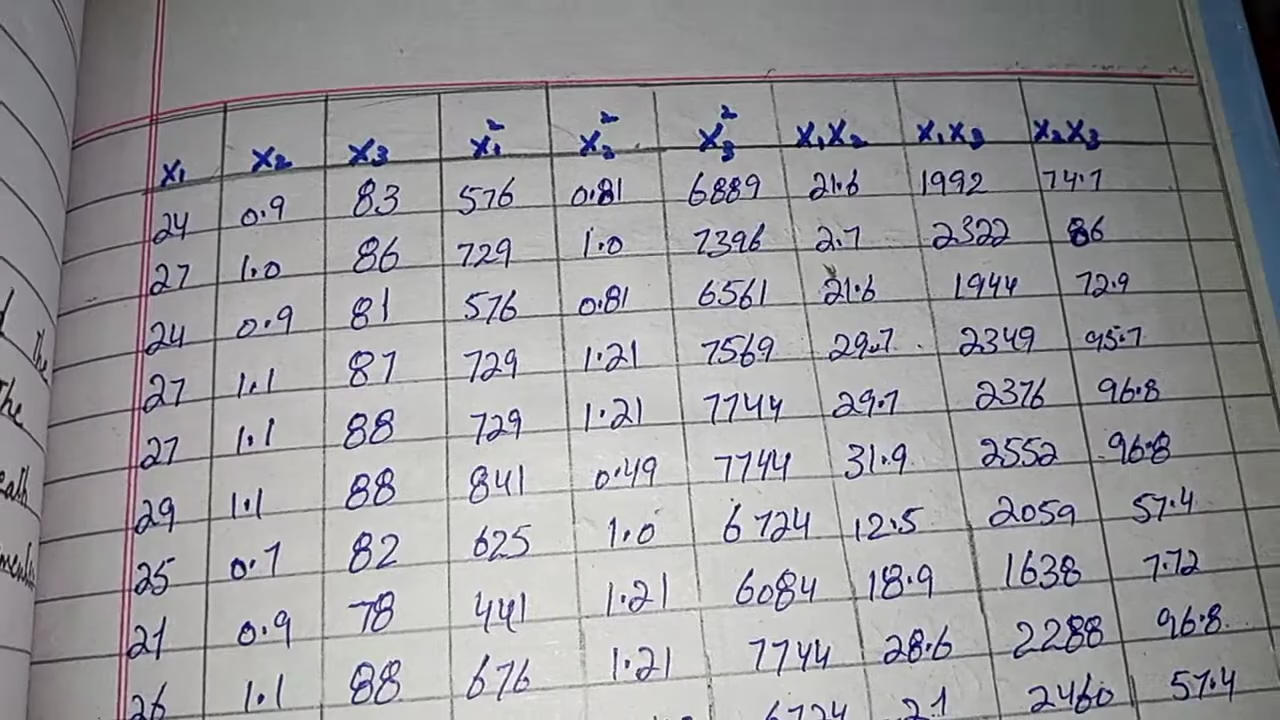 x₁ x₂ x₃ x₁² x₂² x₃² x₁x₂ x₁x₃ x₂x₃
24 0.9 83 576 0.81 6889 21.6 1992 74.7
27 1.0 86 729 1.0 7396 2.7 2322 86
24 0.9 81 576 0.81 6561 21.6 1944 72.9
27 1.1 87 729 1.21 7569 29.7 2349 95.7
27 1.1 88 729 1.21 7744 29.7 2376 96.8
29 1.1 88 841 0.49 7744 31.9 2552 96.8
25 0.7 82 625 1.0 6724 12.5 2059 57.4
21 0.9 78 441 1.21 6084 18.9 1638 7.72
26 1.1 88 676 1.21 7744 28.6 2288 96.8
6724 21 2460 57.4
the
The